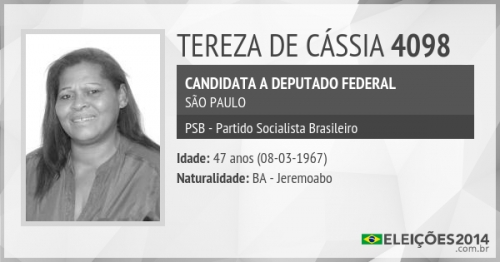 TEREZA DE CÁSSIA 4098
CANDIDATA A DEPUTADO FEDERAL
SÃO PAULO
PSB - Partido Socialista Brasileiro
Idade: 47 anos (08-03-1967)
Naturalidade: BA - Jeremoabo
ELEIÇÕES2014
.com.br